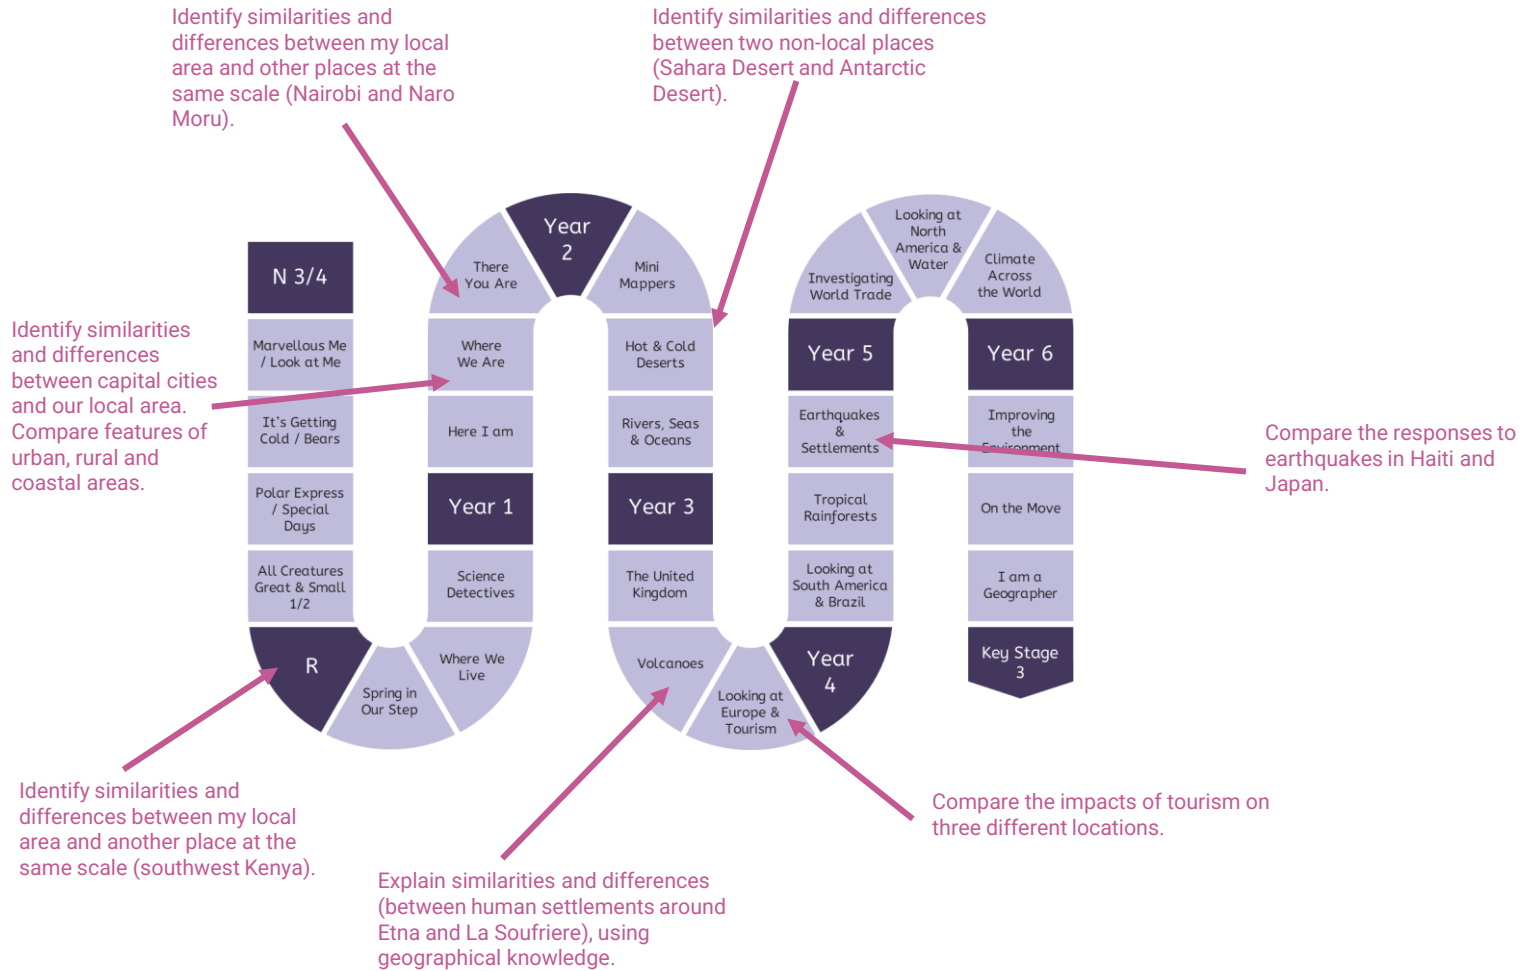 Identify similarities and
differences between my local
area and other places at the
same scale (Nairobi and Naro
Moru).
Identify similarities and differences
between two non-local places
(Sahara Desert and Antarctic
Desert).
Identify similarities
and differences
between capital cities
and our local area.
Compare features of
urban, rural and
coastal areas.
N 3/4
Marvellous Me
/ Look at Me
It's Getting
Cold / Bears
Polar Express
/ Special
Days
All Creatures
Great & Small
1/2
R
Spring in
Our Step
Where We
Live
Science
Detectives
Year 1
Here I am
Where
We Are
There
You Are
Year
2
Mini
Mappers
Hot & Cold
Deserts
Rivers, Seas
& Oceans
Year 3
The United
Kingdom
Volcanoes
Looking at
Europe &
Tourism
Year
4
Looking at
South America
& Brazil
Tropical
Rainforests
Earthquakes
&
Settlements
Year 5
Investigating
World Trade
Looking at
North
America &
Water
Climate
Across
the World
Year 6
Improving
the
Environment
On the Move
I am a
Geographer
Key Stage
3
Compare the responses to
earthquakes in Haiti and
Japan.
Identify similarities and
differences between my local
area and another place at the
same scale (southwest Kenya).
Explain similarities and differences
(between human settlements around
Etna and La Soufriere), using
geographical knowledge.
Compare the impacts of tourism on
three different locations.